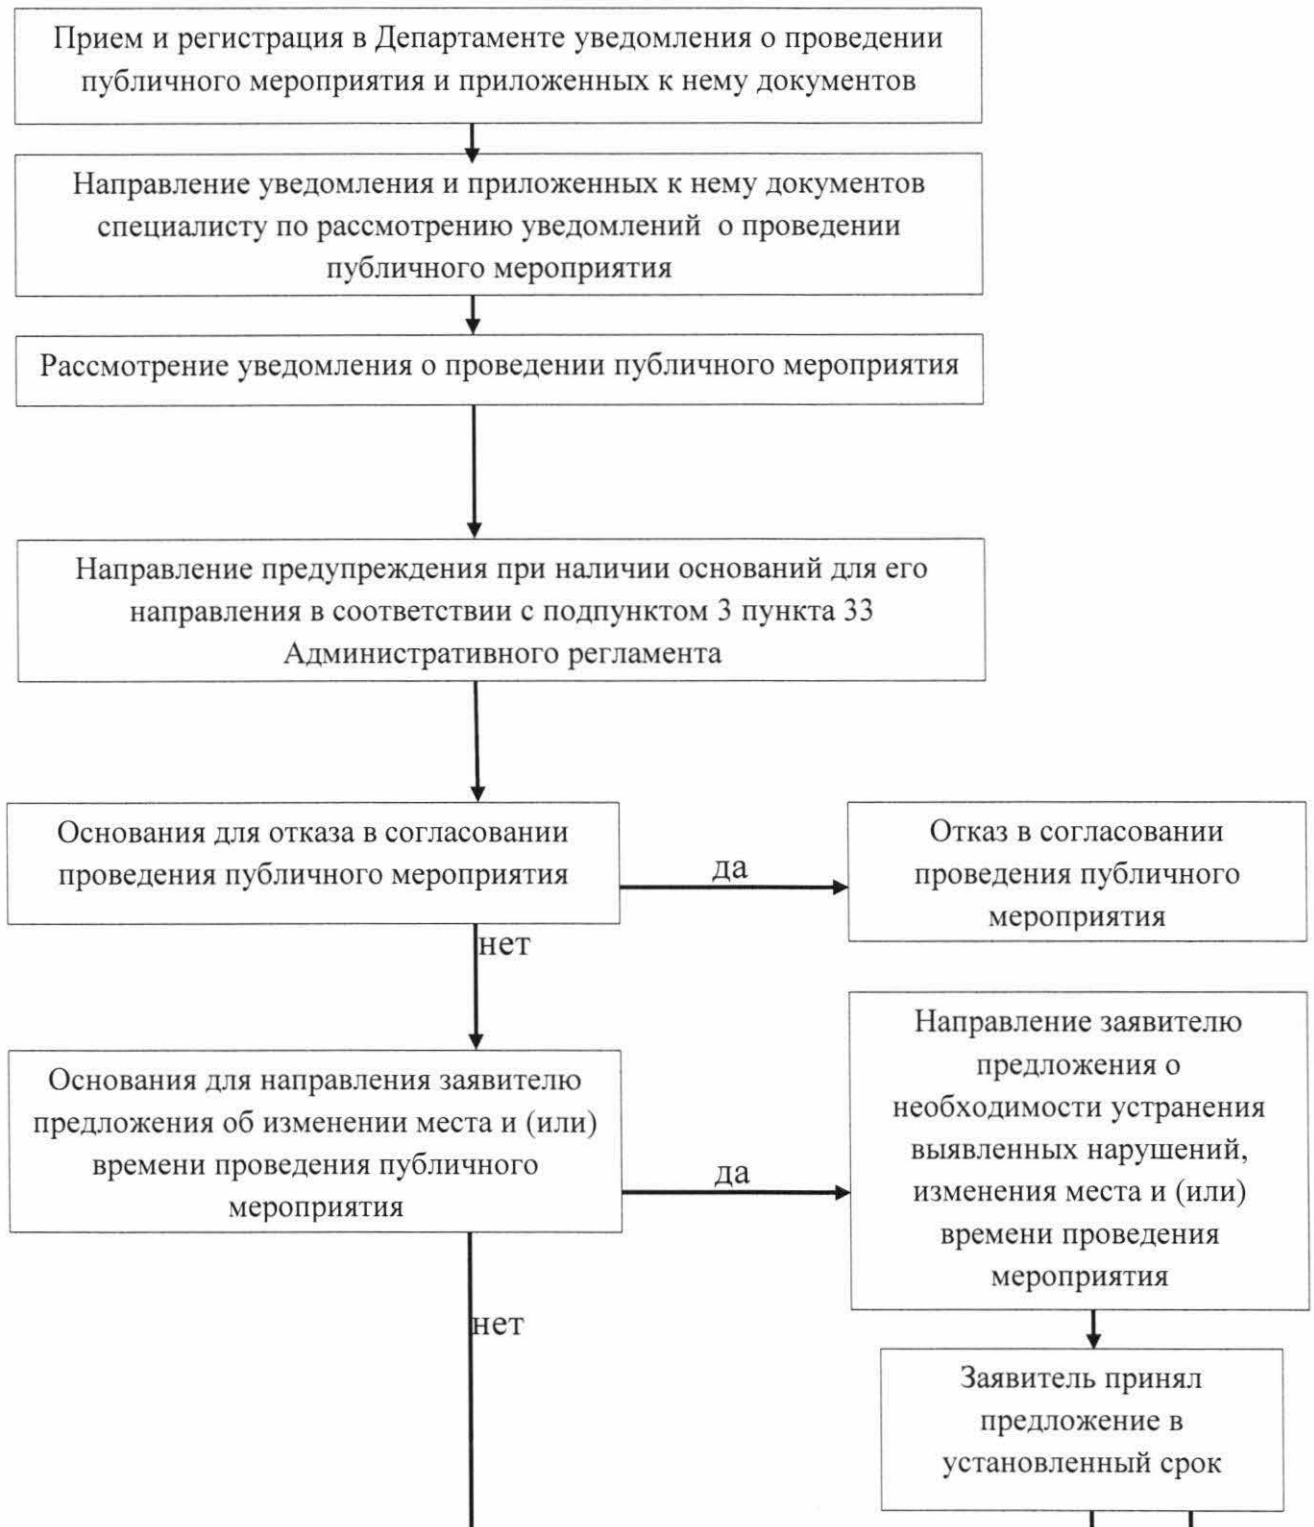 Прием и регистрация в Департаменте уведомления о проведении
публичного мероприятия и приложенных к нему документов
Направление уведомления и приложенных к нему документов
специалисту по рассмотрению уведомлений о проведении
публичного мероприятия
Рассмотрение уведомления о проведении публичного мероприятия
Направление предупреждения при наличии оснований для его
направления в соответствии с подпунктом 3 пункта 33
Административного регламента
Основания для отказа в согласовании
проведения публичного мероприятия
да
Отказ в согласовании
проведения публичного
мероприятия
нет
Основания для направления заявителю
предложения об изменении места и (или)
времени проведения публичного
мероприятия
да
Направление заявителю
предложения о
необходимости устранения
выявленных нарушений,
изменения места и (или)
времени проведения
мероприятия
нет
Заявитель принял
предложение в
установленный срок